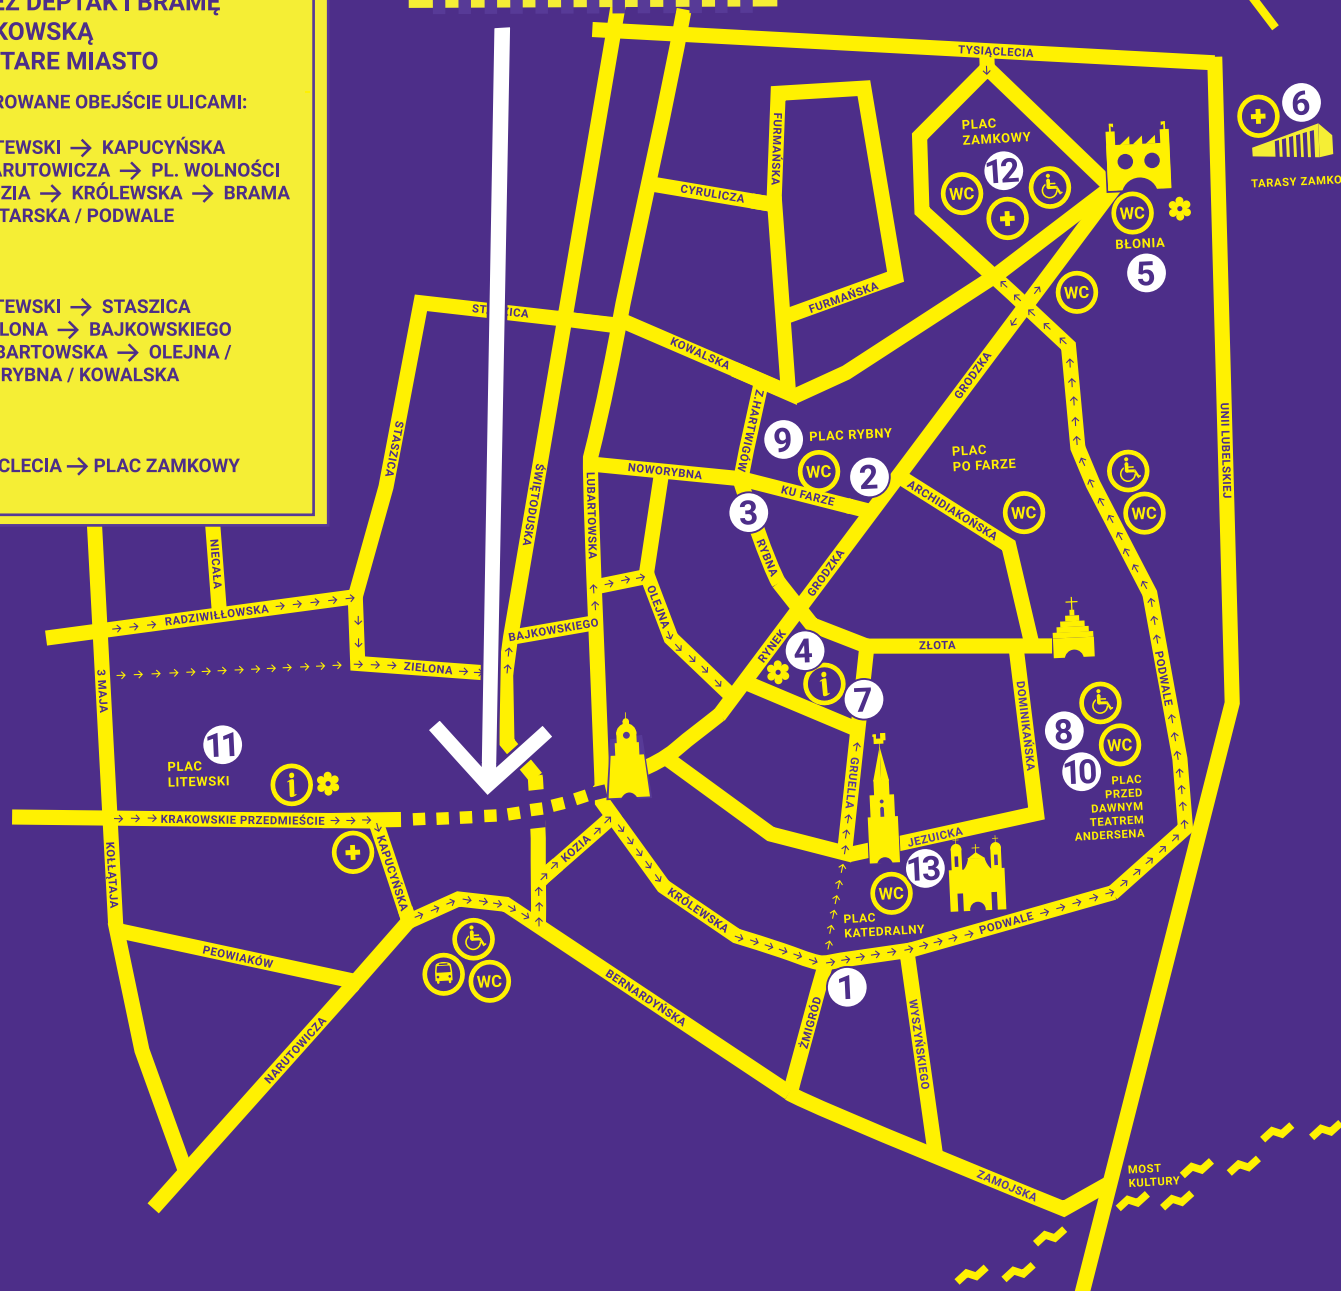 EZ DEPTAK I BRAMĘ
KOWSKĄ
TARE MIASTO
ROWANE OBEJŚCIE ULICAMI:
TEWSKI → KAPUCYŃSKA
ARUTOWICZA → PL. WOLNOŚCI
ZIA → KRÓLEWSKA → BRAMA
TARSKA / PODWALE
TEWSKI → STASZICA
LONA → BAJKOWSKIEGO
BARTOWSKA → OLEJNA /
RYBNA / KOWALSKA
CLECIA → PLAC ZAMKOWY
TYSIĄCLECIA
6
TARASY ZAMKO
PLAC
ZAMKOWY
12
WC
WC
BŁONIA
5
WC
FURMAŃSKA
CYRULICZA
FURMAŃSKA
ST
ICA
KOWALSKA
GRODZKA
UNII LUBELSKIEJ
STASZICA
Z.HARTWIGÓW
9
PLAC RYBNY
WC
2
PLAC
PO FARZE
NOWORYBNA
KU FARZE
ARCHIDIAKOŃSKA
WC
WC
3
ŚWIĘTODUSKA
LUBARTOWSKA
RYBNA
GRODZKA
NIECAŁA
RADZIWIŁŁOWSKA
OLEJNA
BAJKOWSKIEGO
RYNEK
4
ZŁOTA
ZIELONA
3 MAJA
i
7
DOMINIKAŃSKA
PODWALE
8
WC
10
PLAC
PRZED
DAWNYM
TEATREM
ANDERSENA
11
PLAC
LITEWSKI
i
GRUELLA
KRAKOWSKIE PRZEDMIEŚCIE
KAPUCYŃSKA
KOZIA
JEZUICKA
13
WC
KOŁŁĄTAJA
KRÓLEWSKA
PLAC
KATEDRALNY
PODWALE
PEOWIAKÓW
WC
BERNARDYŃSKA
1
ŻMIGRÓD
WYSZYŃSKIEGO
NARUTOWICZA
ZAMOJSKA
MOST
KULTURY